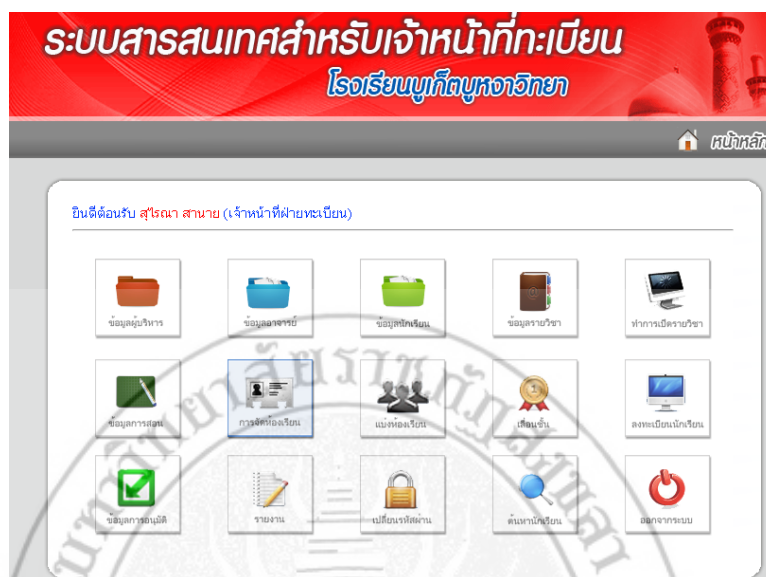 ระบบสารสนเทศสำหรับเจ้าหน้าที่ทะเบียน
โรงเรียนบูเก็ตบูหงาวิทยา
หน้าหลัก
ยินดีต้อนรับ สุไรณา สานาย (เจ้าหน้าที่ฝ่ายทะเบียน)
ข้อมูลผู้บริหาร
ข้อมูลอาจารย์
ข้อมูลนักเรียน
ข้อมูลรายวิชา
ทำการเปิดรายวิชา
ข้อมูลการสอน
การจัดห้องเรียน
แบ่งห้องเรียน
เลื่อนชั้น
ลงทะเบียนนักเรียน
ข้อมูลการอนุมัติ
รายงาน
เปลี่ยนรหัสผ่าน
ค้นหานักเรียน
ออกจากระบบ